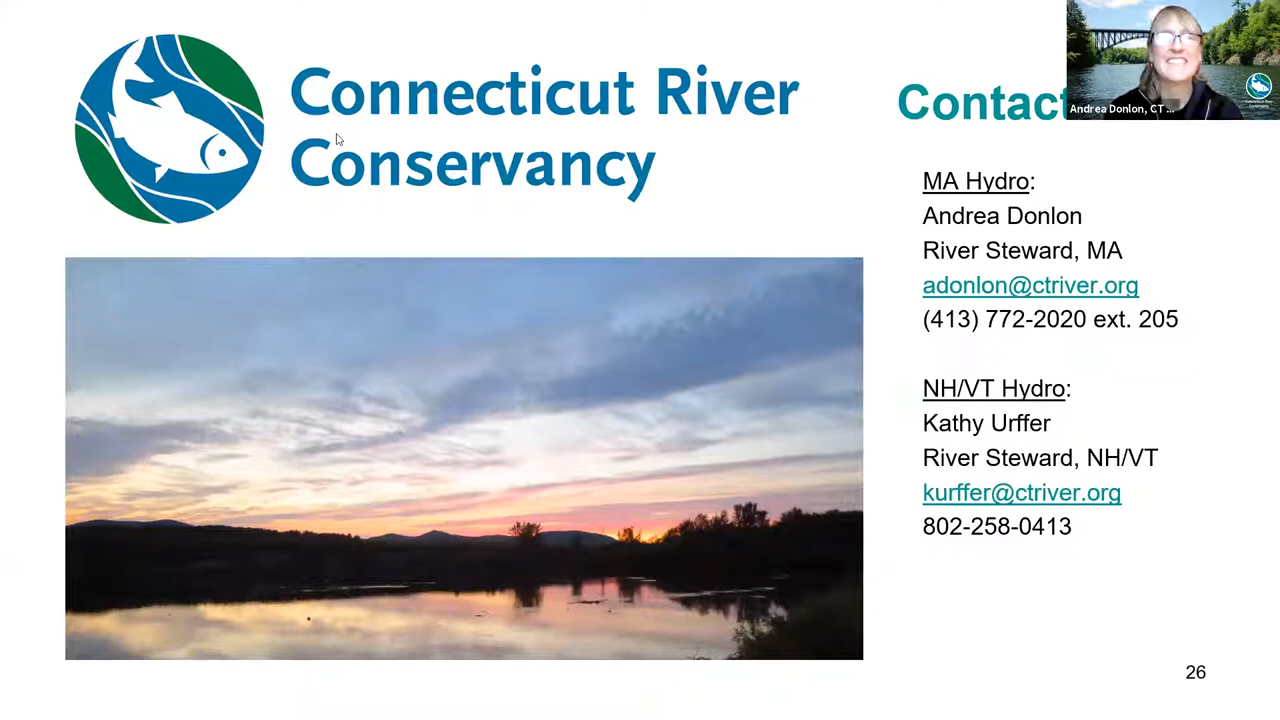 Connecticut River
Conservancy
Contact
Andrea Donlon, CT ...
MA Hydro:
Andrea Donlon
River Steward, MA
adonlon@ctriver.org
(413) 772-2020 ext. 205
NH/VT Hydro:
Kathy Urffer
River Steward, NH/VT
kurffer@ctriver.org
802-258-0413
26